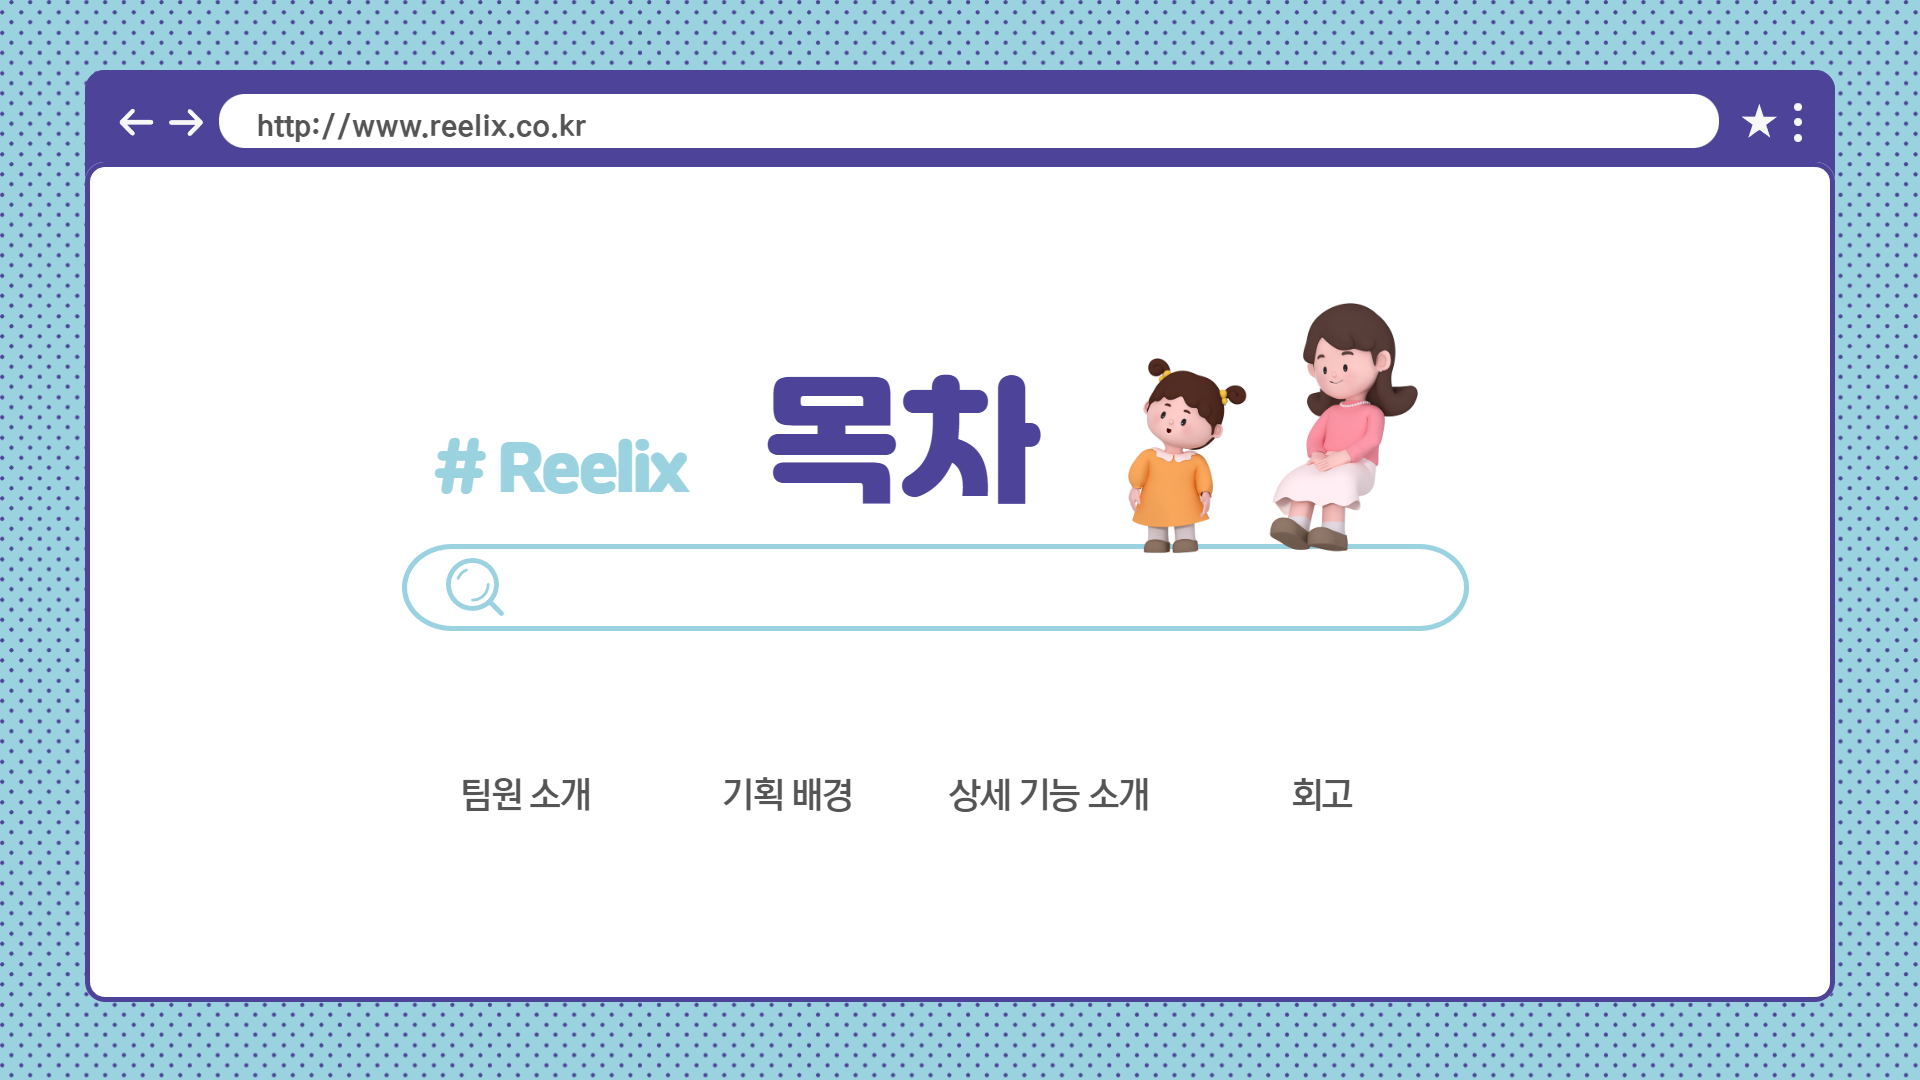 http://www.reelix.co.kr
# Reelix
목차
팀원 소개
기획 배경
상세 기능 소개
회고